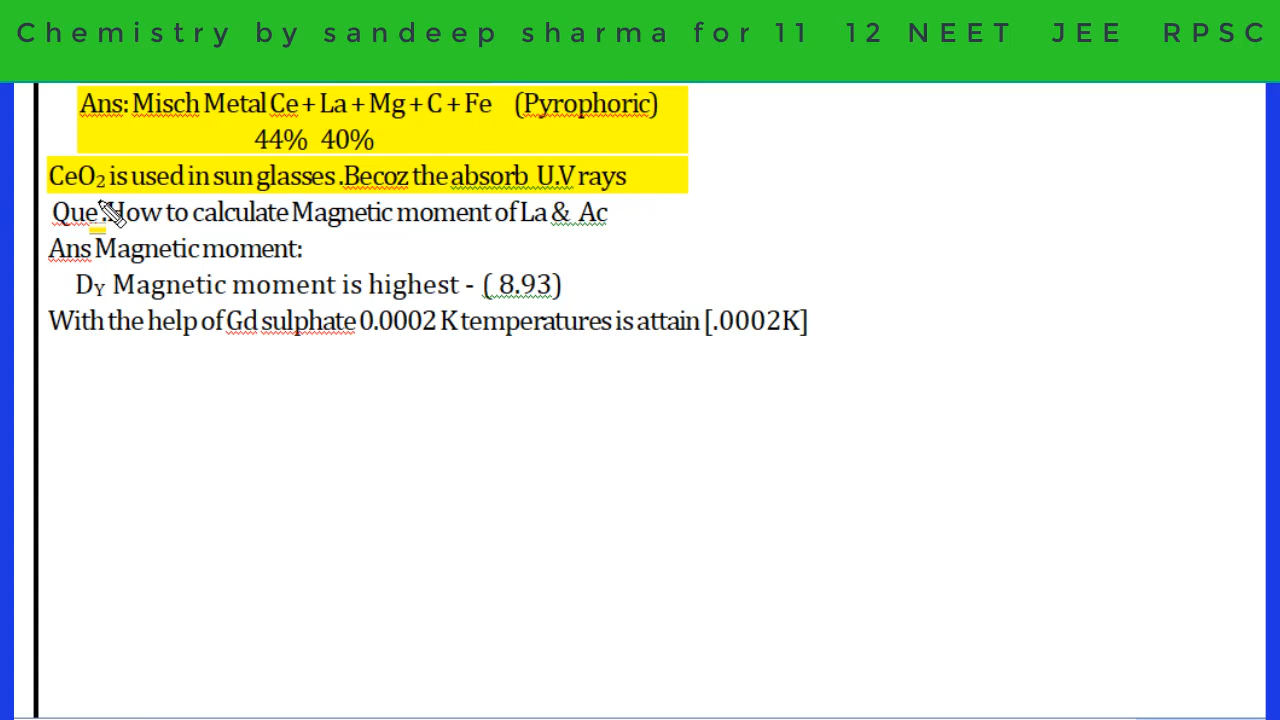 Chemistry by sandeep sharma for 11 12 NEET JEE RPSC
Ans: Misch Metal Ce + La + Mg + C + Fe (Pyrophoric)
44% 40%
CeO₂ is used in sun glasses .Becoz the absorb U.V rays
Que.:How to calculate Magnetic moment of La & Ac
Ans Magnetic moment:
DY Magnetic moment is highest - ( 8.93)
With the help of Gd sulphate 0.0002 K temperatures is attain [.0002K]